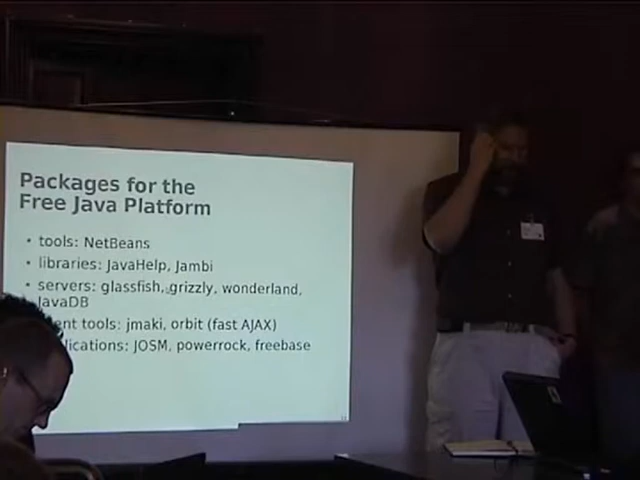 Packages for the
Free Java Platform
• tools: NetBeans
• libraries: JavaHelp, Jambi
• servers: glassfish, grizzly, wonderland,
JavaDB
tools: jmaki, orbit (fast AJAX)
JOSM, powerrock, freebase